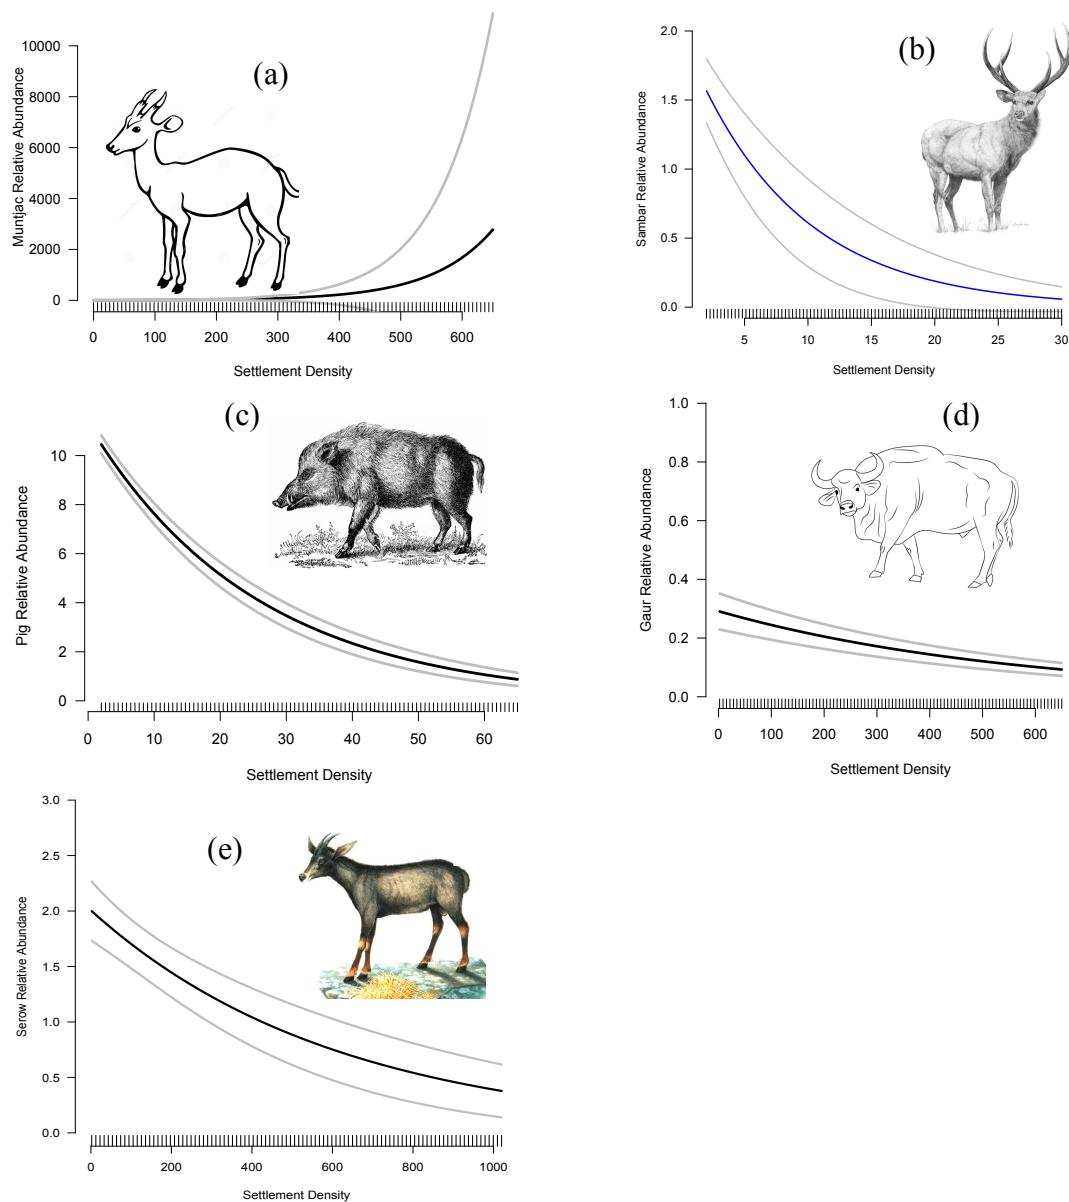 (a)
Muntjac Relative Abundance
10000
8000
6000
4000
2000
0
0 100 200 300 400 500 600
Settlement Density
(b)
Sambar Relative Abundance
2.0
1.5
1.0
0.5
0.0
5 10 15 20 25 30
Settlement Density
(c)
Pig Relative Abundance
10
8
6
4
2
0
0 10 20 30 40 50 60
Settlement Density
(d)
Gaur Relative Abundance
1.0
0.8
0.6
0.4
0.2
0.0
0 100 200 300 400 500 600
Settlement Density
(e)
Serow Relative Abundance
3.0
2.5
2.0
1.5
1.0
0.5
0.0
0 200 400 600 800 1000
Settlement Density